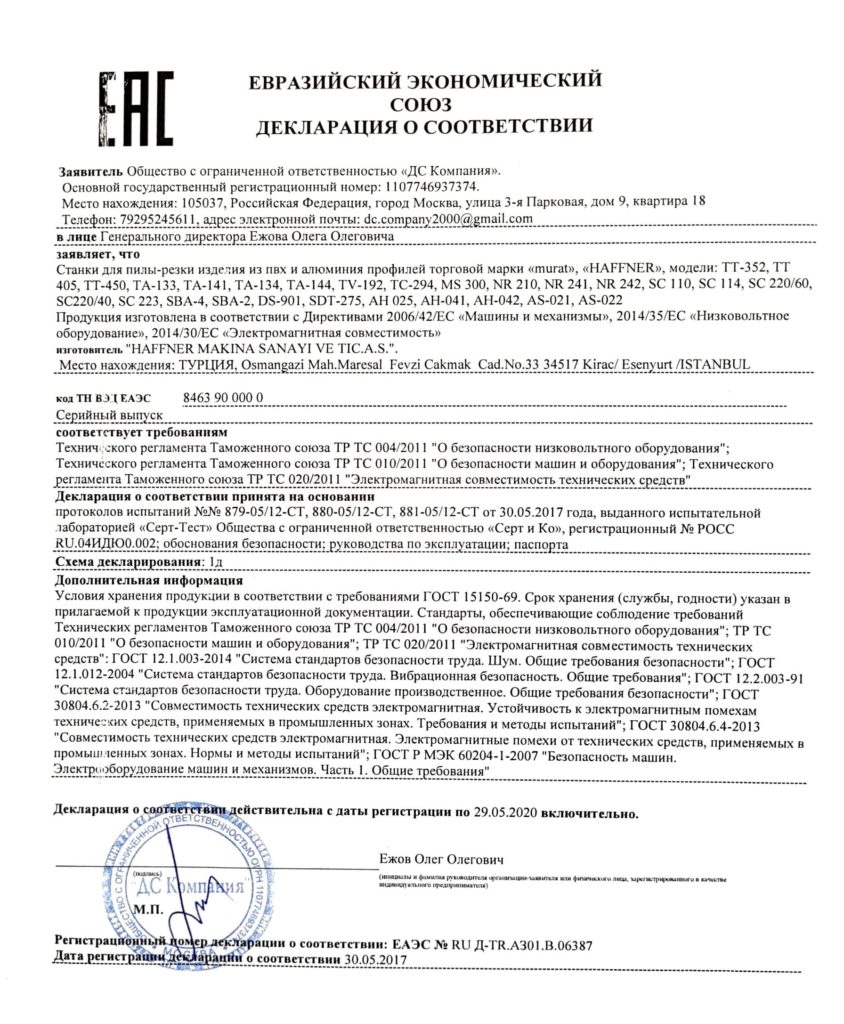 EAC
ЕВРАЗИЙСКИЙ ЭКОНОМИЧЕСКИЙ
СОЮЗ
ДЕКЛАРАЦИЯ О СООТВЕТСТВИИ
Заявитель Общество с ограниченной ответственностью «ДС Компания».
Основной государственный регистрационный номер: 1107746937374.
Место нахождения: 105037, Российская Федерация, город Москва, улица 3-я Парковая, дом 9, квартира 18
Телефон: 79295245611, адрес электронной почты: dc.company2000@gmail.com
в лице Генерального директора Ежова Олега Олеговича
заявляет, что
Станки для пилы-резки изделия из пвх и алюминия профилей торговой марки «murat», «HAFFNER», модели: TT-352, TT
405, TT-450, TA-133, TA-141, TA-134, TA-144, TV-192, TC-294, MS 300, NR 210, NR 241, NR 242, SC 110, SC 114, SC 220/60,
SC220/40, SC 223, SBA-4, SBA-2, DS-901, SDT-275, AH 025, AH-041, AH-042, AS-021, AS-022
Продукция изготовлена в соответствии с Директивами 2006/42/ЕС «Машины и механизмы», 2014/35/ЕС «Низковольтное
оборудование», 2014/30/ЕС «Электромагнитная совместимость»
изготовитель "HAFFNER MAKINA SANAYI VE TIC.A.S.".
Место нахождения: ТУРЦИЯ, Osmangazi Mah.Maresal Fevzi Cakmak Cad.No.33 34517 Kirac/ Esenyurt /ISTANBUL
код ТН ВЭД ЕАЭС 8463 90 000 0
Серийный выпуск
соответствует требованиям
Технического регламента Таможенного союза ТР ТС 004/2011 "О безопасности низковольтного оборудования";
Технического регламента Таможенного союза ТР ТС 010/2011 "О безопасности машин и оборудования"; Технического
регламента Таможенного союза ТР ТС 020/2011 "Электромагнитная совместимость технических средств"
Декларация о соответствии принята на основании
протоколов испытаний №№ 879-05/12-СТ, 880-05/12-СТ, 881-05/12-СТ от 30.05.2017 года, выданного испытательной
лабораторией «Серт-Тест» Общества с ограниченной ответственностью «Серт и Ко», регистрационный № РОСС
RU.04ИДЮ0.002; обоснования безопасности; руководства по эксплуатации; паспорта
Схема декларирования: 1д
Дополнительная информация
Условия хранения продукции в соответствии с требованиями ГОСТ 15150-69. Срок хранения (службы, годности) указан в
прилагаемой к продукции эксплуатационной документации. Стандарты, обеспечивающие соблюдение требований
Технических регламентов Таможенного союза ТР ТС 004/2011 "О безопасности низковольтного оборудования"; ТР ТС
010/2011 "О безопасности машин и оборудования"; ТР ТС 020/2011 "Электромагнитная совместимость технических
средств": ГОСТ 12.1.003-2014 "Система стандартов безопасности труда. Шум. Общие требования безопасности"; ГОСТ
12.1.012-2004 "Система стандартов безопасности труда. Вибрационная безопасность. Общие требования"; ГОСТ 12.2.003-91
"Система стандартов безопасности труда. Оборудование производственное. Общие требования безопасности"; ГОСТ
30804.6.2-2013 "Совместимость технических средств электромагнитная. Устойчивость к электромагнитным помехам
технических средств, применяемых в промышленных зонах. Требования и методы испытаний"; ГОСТ 30804.6.4-2013
"Совместимость технических средств электромагнитная. Электромагнитные помехи от технических средств, применяемых в
промышленных зонах. Нормы и методы испытаний"; ГОСТ Р МЭК 60204-1-2007 "Безопасность машин.
Электрооборудование машин и механизмов. Часть 1. Общие требования"
Декларация о соответствии действительна с даты регистрации по 29.05.2020 включительно.
ОБЩЕСТВО С ОГРАНИЧЕННОЙ ОТВЕТСТВЕННОСТЬЮ ОГРН 1107746937374
Ежов Олег Олегович
(подпись)
(инициалы и фамилия руководителя организации-заявителя или физического лица, зарегистрированного в качестве
индивидуального предпринимателя)
"ДС Компания"
М.П.
МОСКВА
Регистрационный номер декларации о соответствии: ЕАЭС № RU Д-TR.АЗ01.В.06387
Дата регистрации декларации о соответствии 30.05.2017